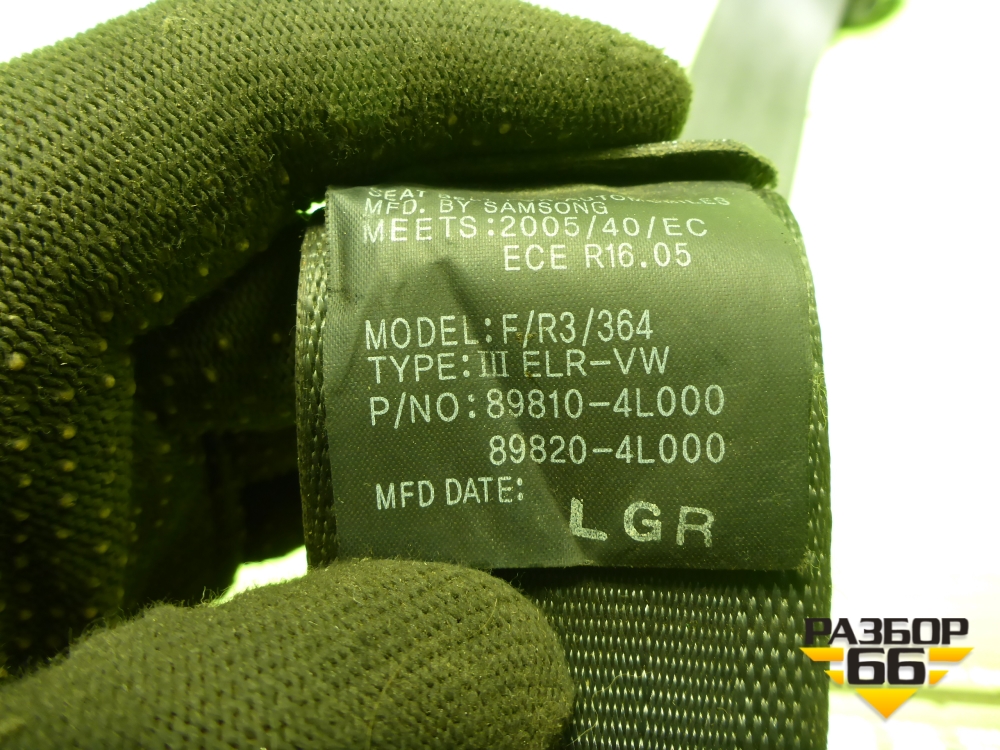 SEAT
MFD. BY SAMSONG
MEETS:2005/40/EC
ECE R16.05
MODEL:F/R3/364
TYPE:III ELR-VW
P/NO:89810-4L000
89820-4L000
MFD DATE:
LGR
РАЗБОР
66